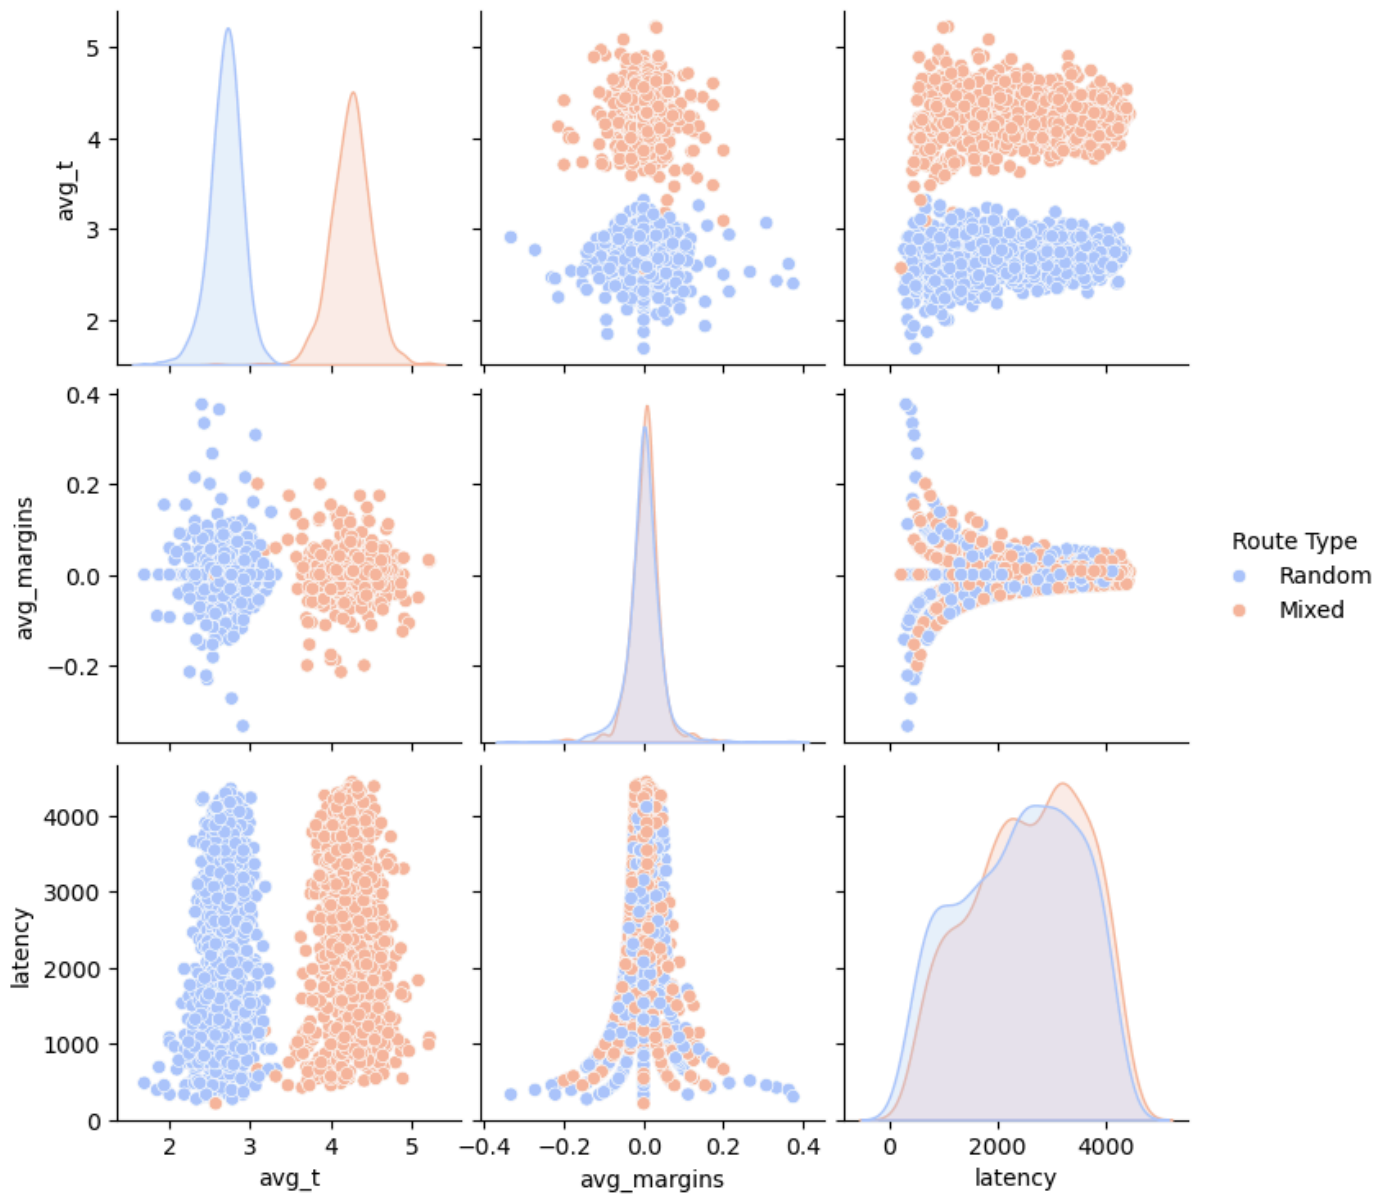 5
4
3
2
avg_t
0.4
0.2
0.0
−0.2
avg_margins
Route Type
Random
Mixed
4000
3000
2000
1000
0
latency
2 3 4 5
−0.4 −0.2 0.0 0.2 0.4
0 2000 4000
avg_t avg_margins latency